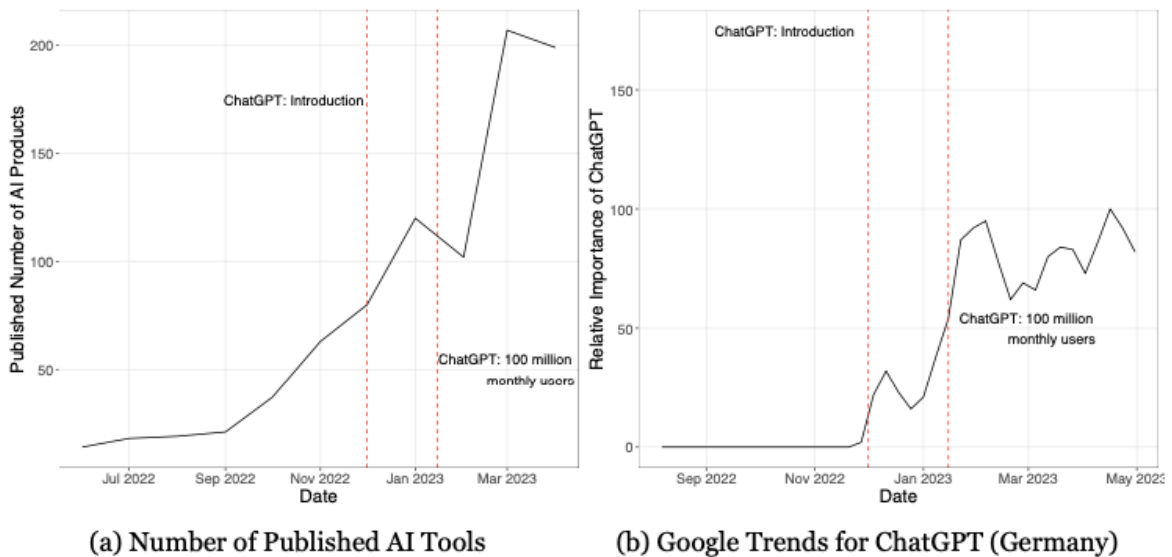 200
150
100
50
Published Number of AI Products
ChatGPT: Introduction
ChatGPT: 100 million
monthly users
Jul 2022 Sep 2022 Nov 2022 Jan 2023 Mar 2023
Date
(a) Number of Published AI Tools
150
100
50
0
Relative Importance of ChatGPT
ChatGPT: Introduction
ChatGPT: 100 million
monthly users
Sep 2022 Nov 2022 Jan 2023 Mar 2023 May 2023
Date
(b) Google Trends for ChatGPT (Germany)